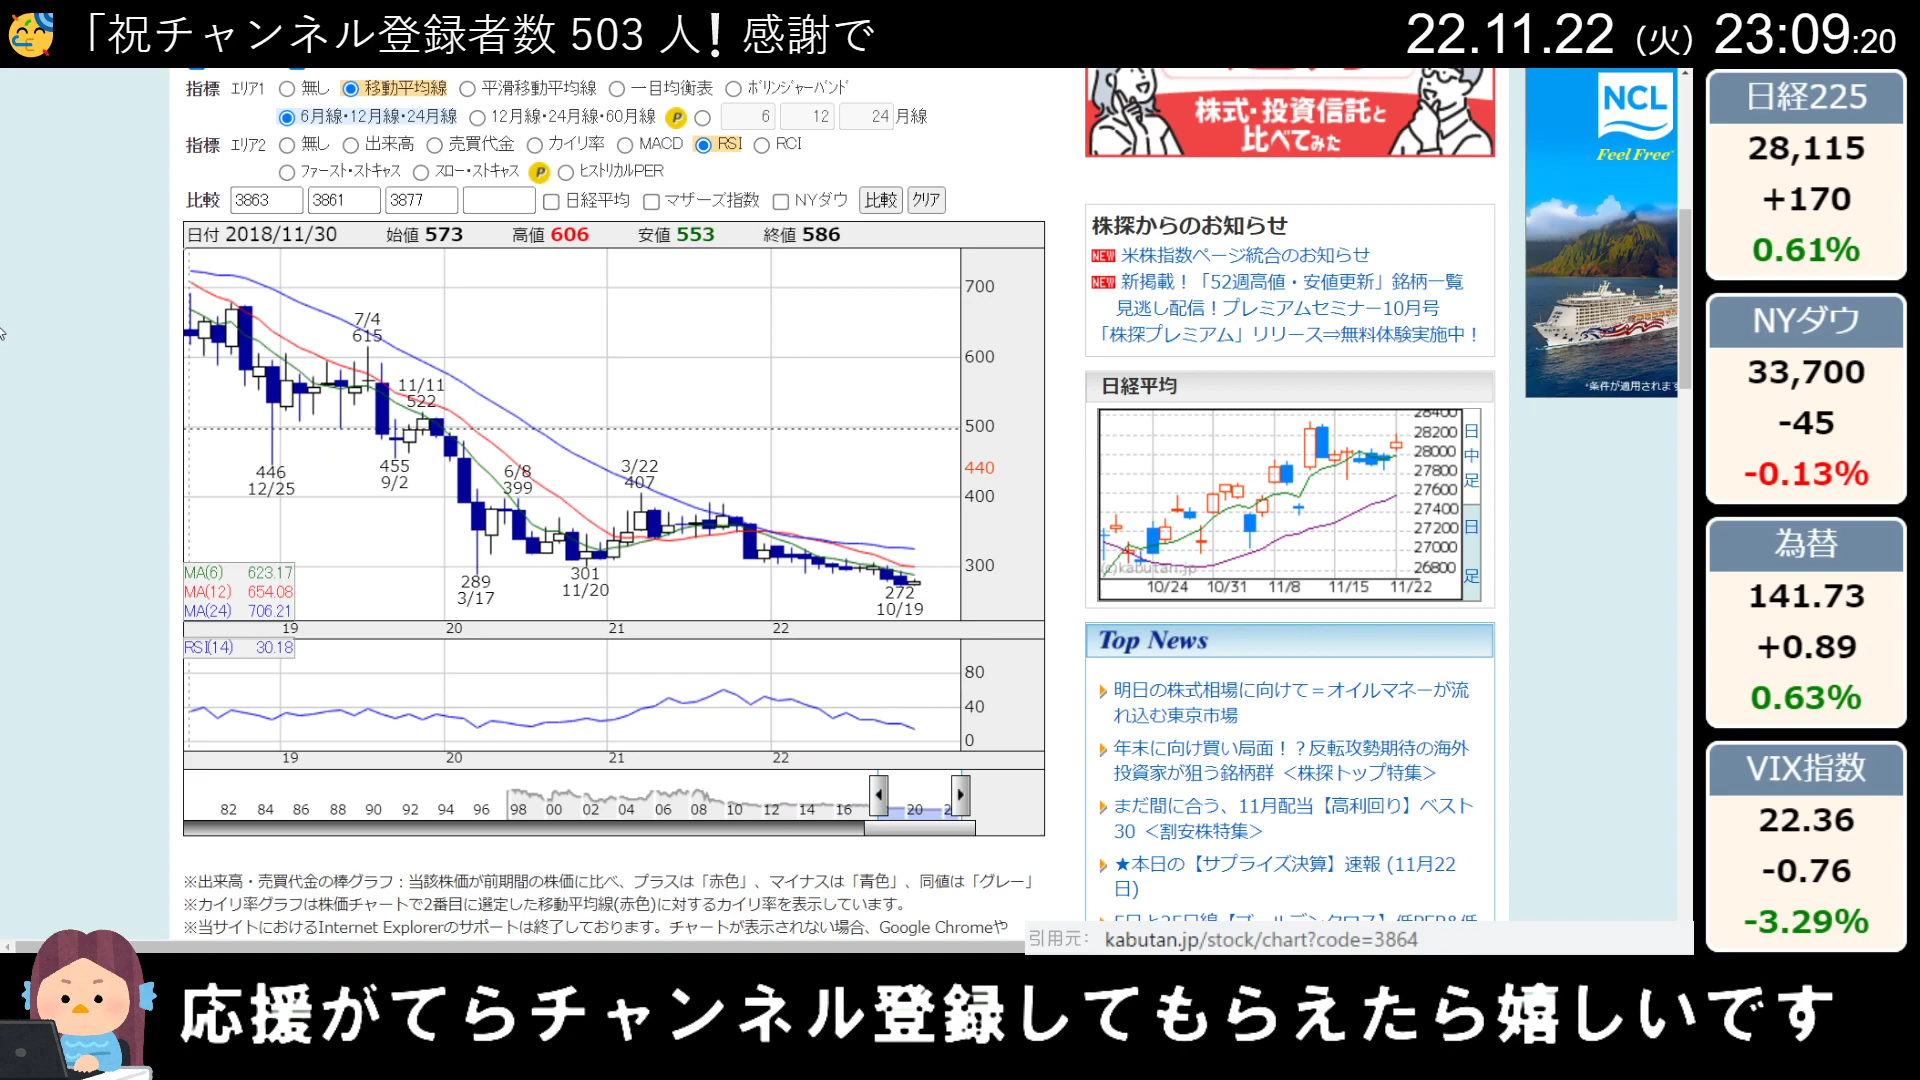 「祝チャンネル登録者数 503 人❗感謝で
22.11.22 (火) 23:09:20
指標 エリア1 無し 移動平均線 平滑移動平均線 一目均衡表 ボリンジャーバンド
6月線・12月線・24月線 12月線・24月線・60月線 P 6 12 24 月線
指標 エリア2 無し 出来高 売買代金 カイリ率 MACD RSI RCI
ファースト・ストキャス スロー・ストキャス P ヒストリカルPER
比較 3863 3861 3877 日経平均 マザーズ指数 NYダウ 比較 クリア
日付 2018/11/30 始値 573 高値 606 安値 553 終値 586
700
600
500
440
400
300
7/4
615
11/11
522
446
12/25
455
9/2
6/8
399
3/22
407
289
3/17
301
11/20
272
10/19
MA(6) 623.17
MA(12) 654.08
MA(24) 706.21
19 20 21 22
RSI(14) 30.18
80
40
0
19 20 21 22
82 84 86 88 90 92 94 96 98 00 02 04 06 08 10 12 14 16 20 2
※出来高・売買代金の棒グラフ：当該株価が前期間の株価に比べ、プラスは「赤色」、マイナスは「青色」、同値は「グレー」
※カイリ率グラフは株価チャートで2番目に選定した移動平均線(赤色)に対するカイリ率を表示しています。
※当サイトにおけるInternet Explorerのサポートは終了しております。チャートが表示されない場合、Google Chromeや
株式・投資信託と
比べてみた
株探からのお知らせ
NEW 米株指数ページ統合のお知らせ
NEW 新掲載！「52週高値・安値更新」銘柄一覧
見逃し配信！プレミアムセミナー10月号
「株探プレミアム」リリース⇒無料体験実施中！
日経平均
28400
28200
28000
27800
27600
27400
27200
27000
26800
10/24 10/31 11/8 11/15 11/22
(c)kabutan.jp
日
中
足
日
足
Top News
明日の株式相場に向けて＝オイルマネーが流
れ込む東京市場
年末に向け買い局面！？反転攻勢期待の海外
投資家が狙う銘柄群 ＜株探トップ特集＞
まだ間に合う、11月配当【高利回り】ベスト
30 ＜割安株特集＞
★本日の【サプライズ決算】速報 (11月22
日)
引用元： kabutan.jp/stock/chart?code=3864
NCL
Feel Free
*条件が適用されます
日経225
28,115
+170
0.61%
NYダウ
33,700
-45
-0.13%
為替
141.73
+0.89
0.63%
VIX指数
22.36
-0.76
-3.29%
応援がてらチャンネル登録してもらえたら嬉しいです